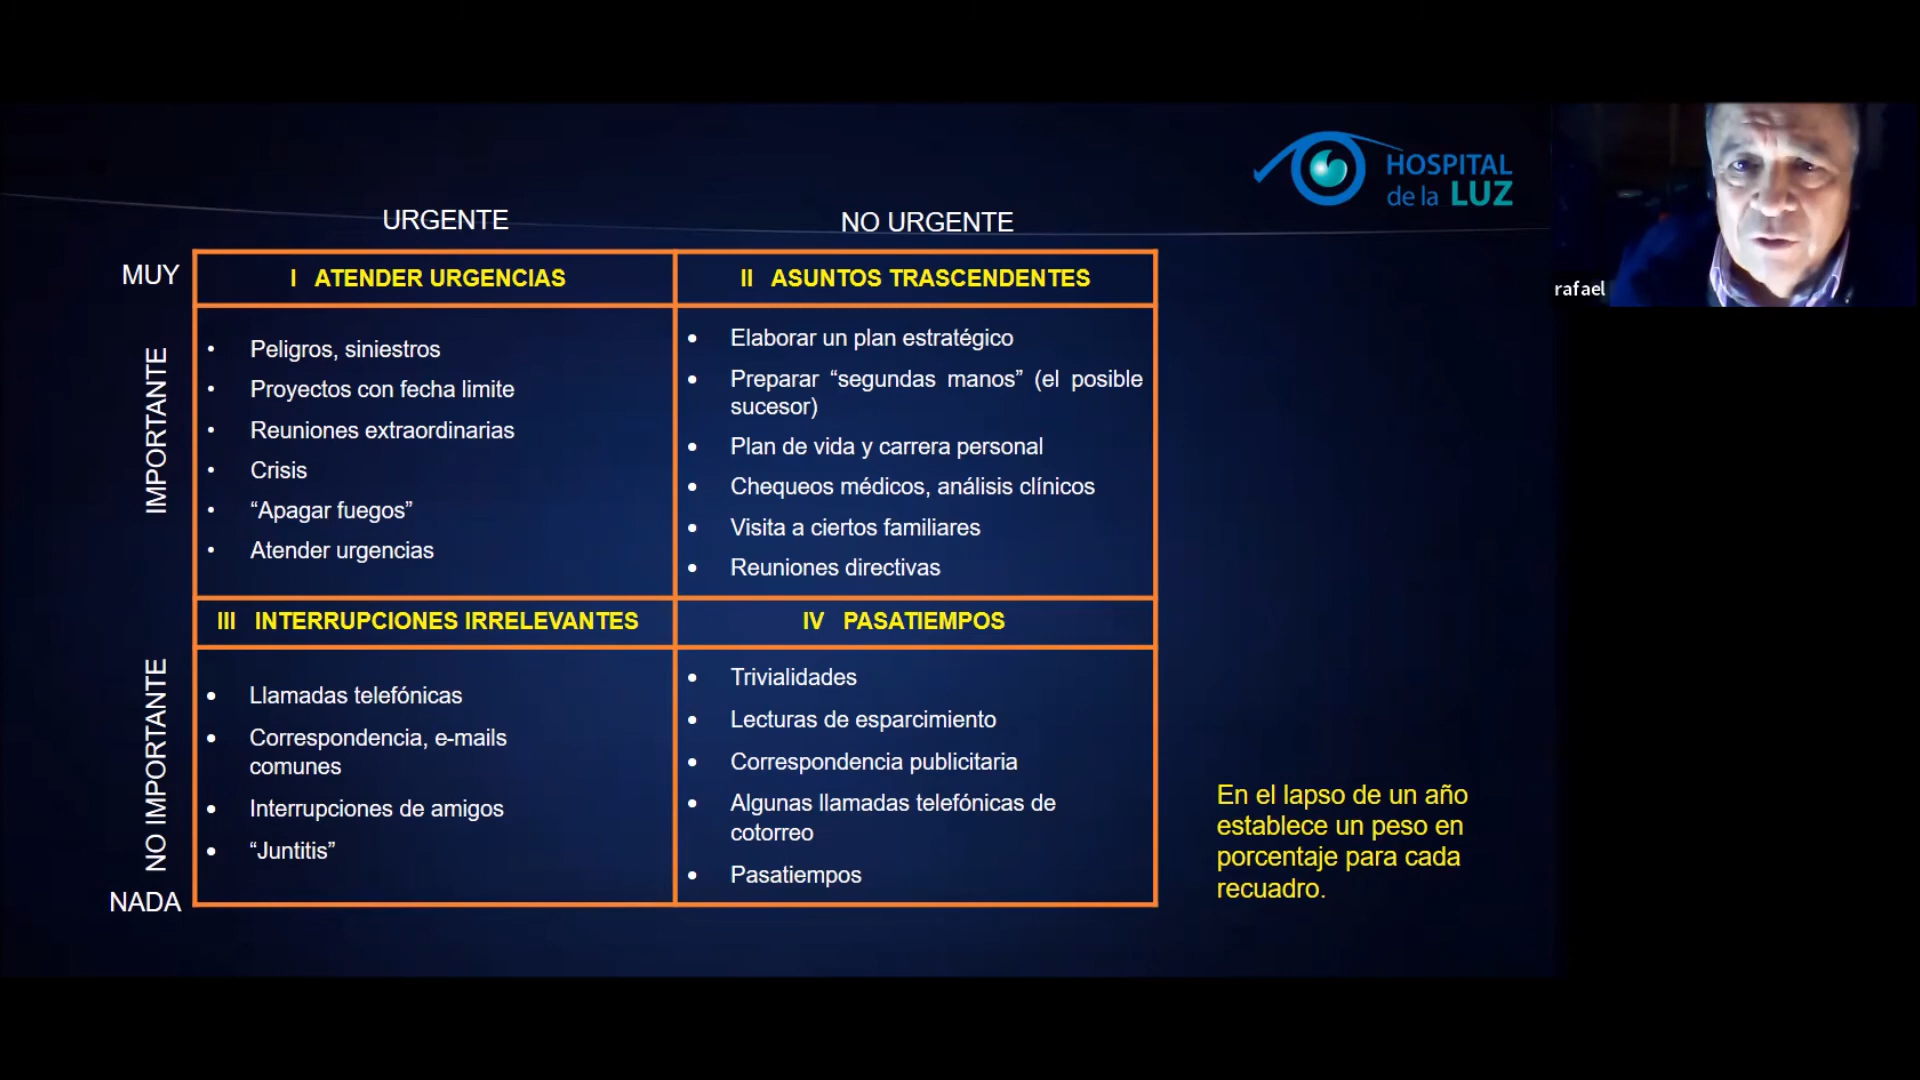 HOSPITAL
de la LUZ
rafael
URGENTE
NO URGENTE
MUY
IMPORTANTE
I ATENDER URGENCIAS
• Peligros, siniestros
• Proyectos con fecha limite
• Reuniones extraordinarias
• Crisis
• “Apagar fuegos”
• Atender urgencias
II ASUNTOS TRASCENDENTES
• Elaborar un plan estratégico
• Preparar “segundas manos” (el posible
sucesor)
• Plan de vida y carrera personal
• Chequeos médicos, análisis clínicos
• Visita a ciertos familiares
• Reuniones directivas
NO IMPORTANTE
NADA
III INTERRUPCIONES IRRELEVANTES
• Llamadas telefónicas
• Correspondencia, e-mails
comunes
• Interrupciones de amigos
• “Juntitis”
IV PASATIEMPOS
• Trivialidades
• Lecturas de esparcimiento
• Correspondencia publicitaria
• Algunas llamadas telefónicas de
cotorreo
• Pasatiempos
En el lapso de un año
establece un peso en
porcentaje para cada
recuadro.